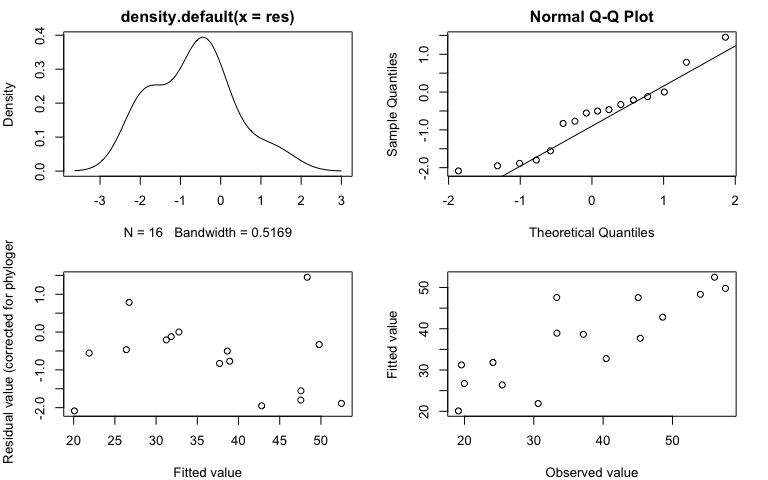 density.default(x = res)
Density
0.0 0.1 0.2 0.3 0.4
-3 -2 -1 0 1 2 3
N = 16 Bandwidth = 0.5169
Normal Q-Q Plot
Sample Quantiles
-2.0 -1.0 0.0 1.0
-2 -1 0 1 2
Theoretical Quantiles
Residual value (corrected for phyloger
-2.0 -1.0 0.0 1.0
20 25 30 35 40 45 50
Fitted value
Fitted value
20 30 40 50
20 30 40 50
Observed value